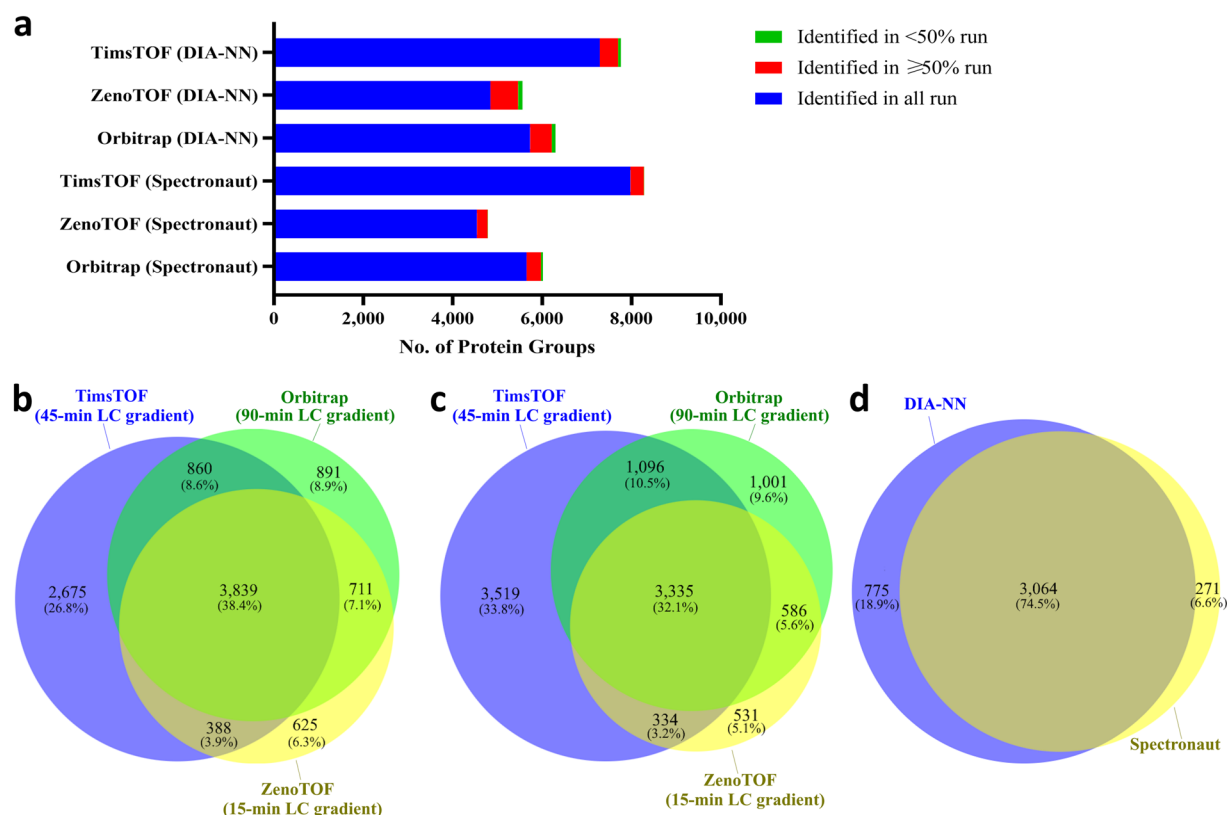 a
TimsTOF (DIA-NN)
ZenoTOF (DIA-NN)
Orbitrap (DIA-NN)
TimsTOF (Spectronaut)
ZenoTOF (Spectronaut)
Orbitrap (Spectronaut)
0 2,000 4,000 6,000 8,000 10,000
No. of Protein Groups
Identified in <50% run
Identified in ⩾50% run
Identified in all run
b
TimsTOF
(45-min LC gradient)
Orbitrap
(90-min LC gradient)
860
(8.6%)
891
(8.9%)
2,675
(26.8%)
3,839
(38.4%)
711
(7.1%)
388
(3.9%)
625
(6.3%)
ZenoTOF
(15-min LC gradient)
c
TimsTOF
(45-min LC gradient)
Orbitrap
(90-min LC gradient)
1,096
(10.5%)
1,001
(9.6%)
3,519
(33.8%)
3,335
(32.1%)
586
(5.6%)
334
(3.2%)
531
(5.1%)
ZenoTOF
(15-min LC gradient)
d
DIA-NN
775
(18.9%)
3,064
(74.5%)
271
(6.6%)
Spectronaut